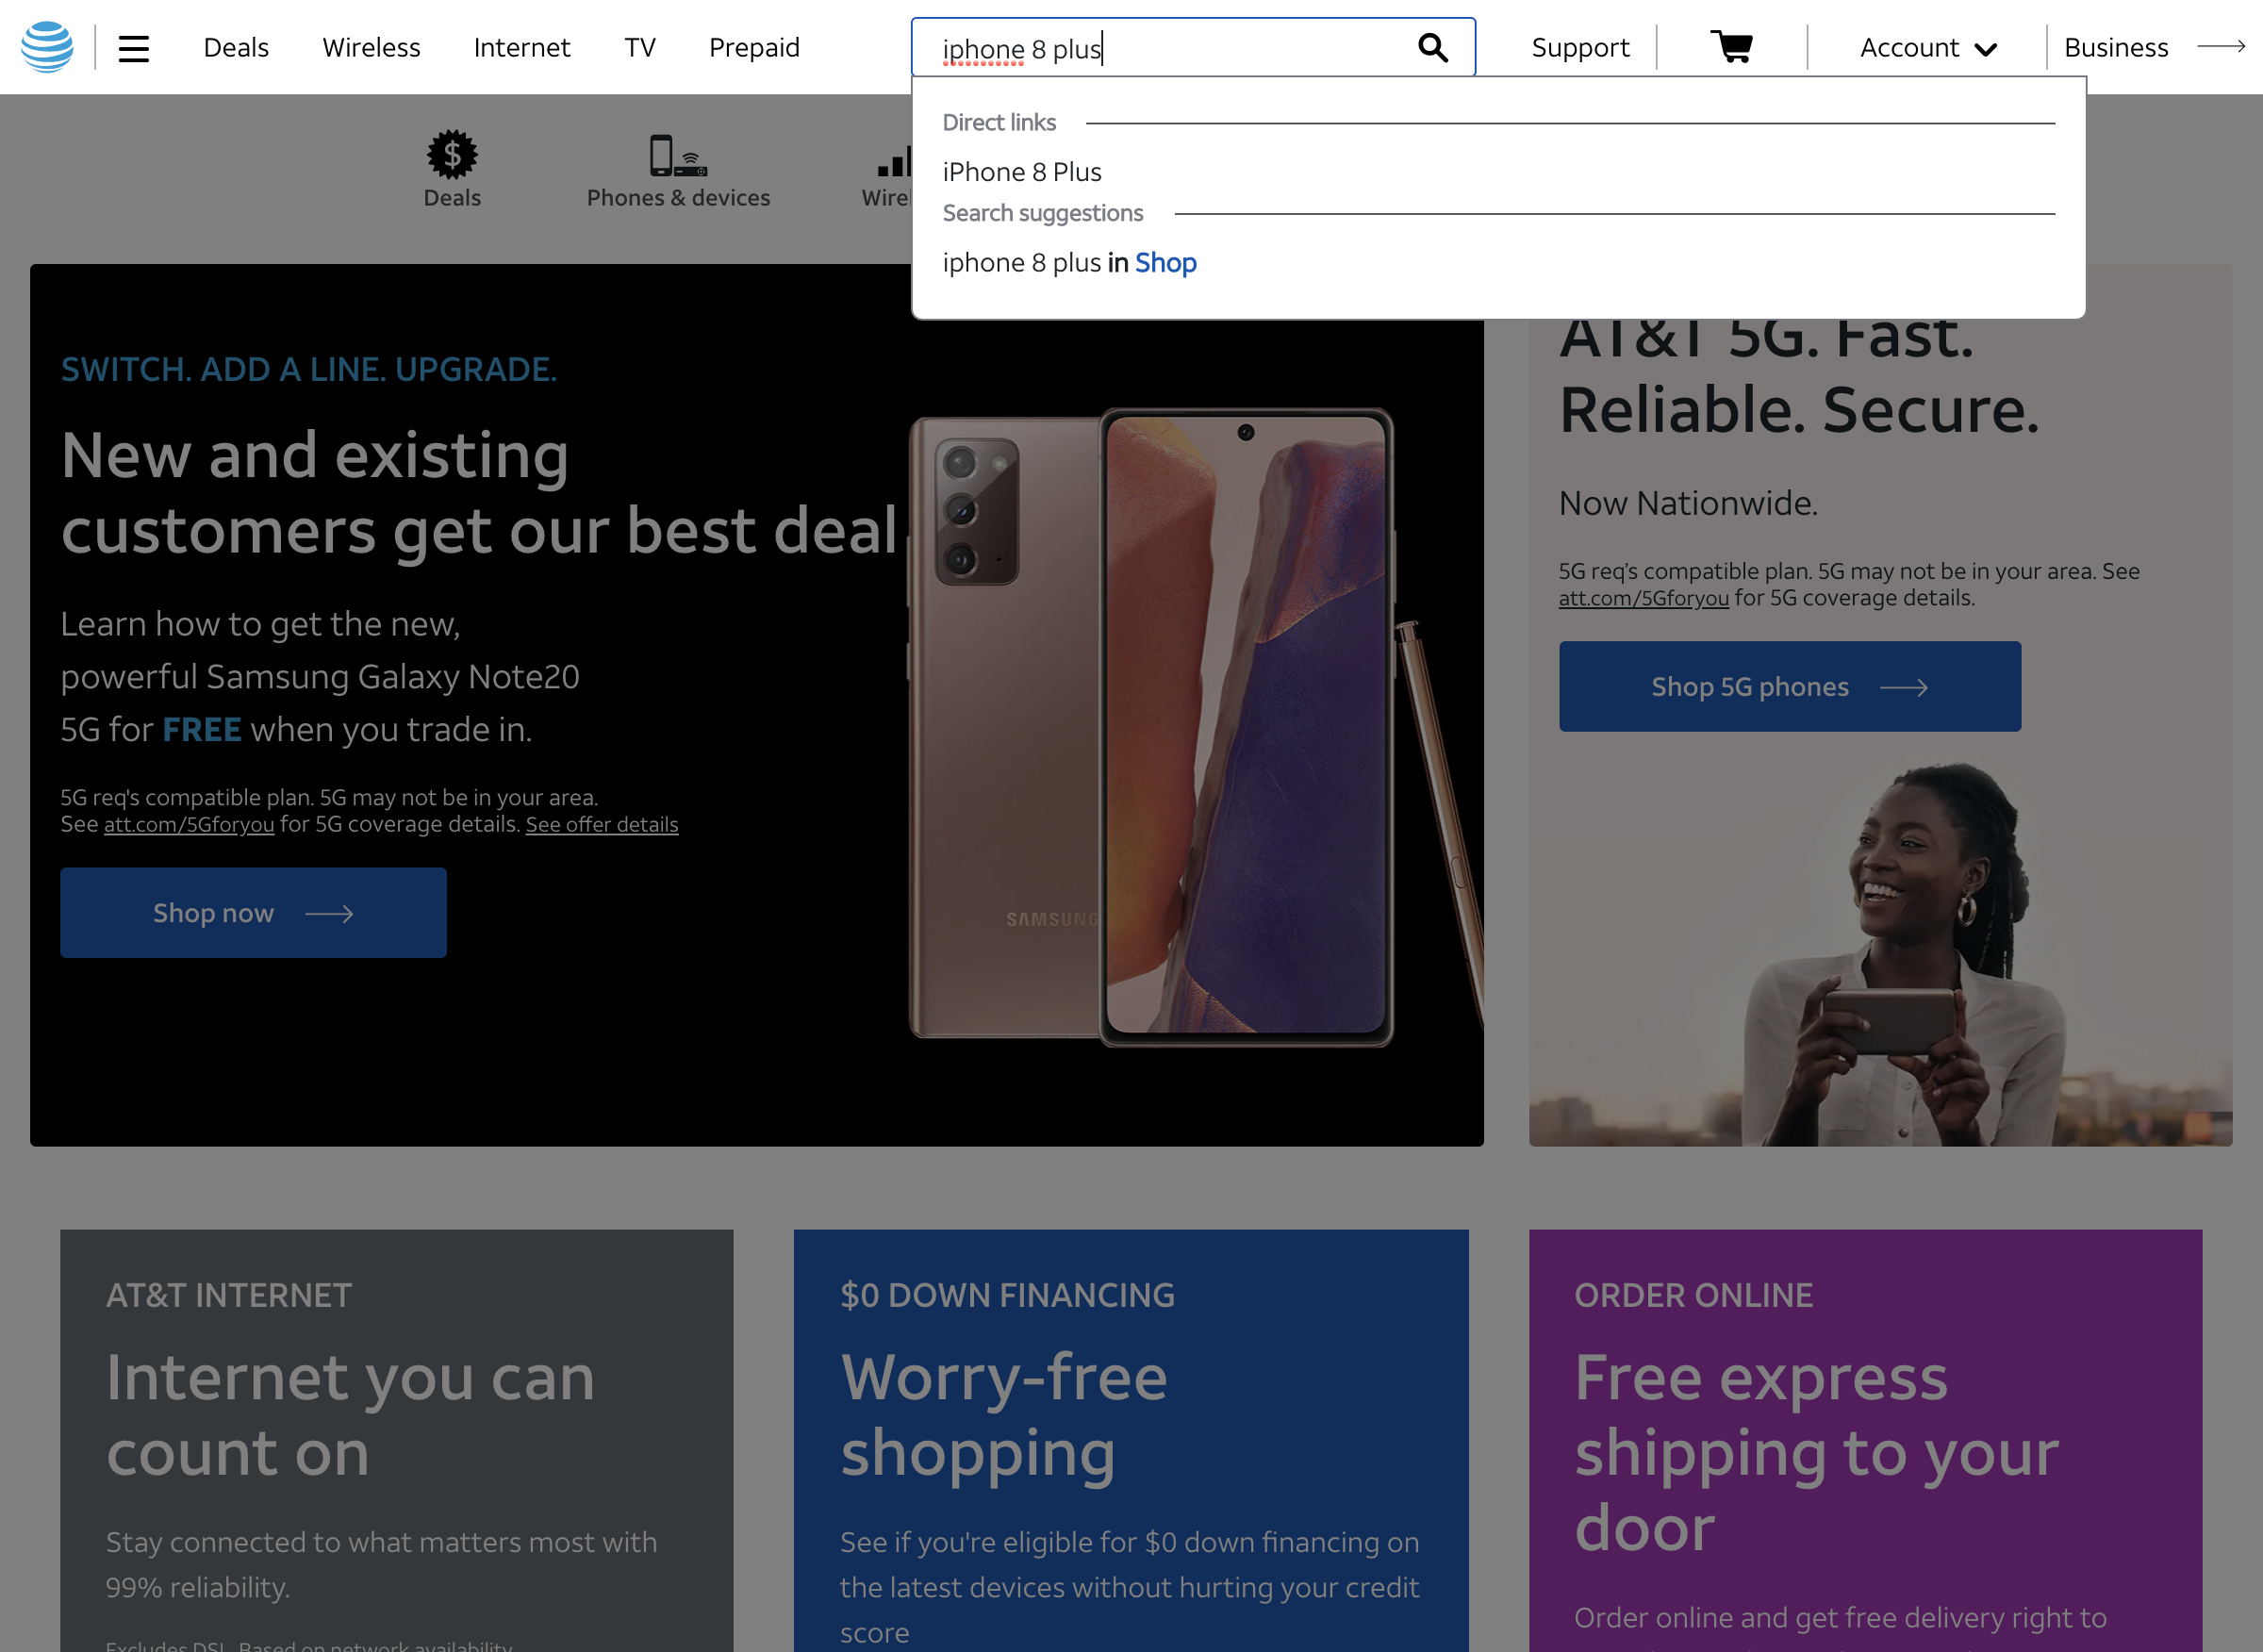 Deals
Wireless
Internet
TV
Prepaid
iphone 8 plus
Support
Account
Business
Direct links
iPhone 8 Plus
Search suggestions
iphone 8 plus in Shop
Deals
Phones & devices
SWITCH. ADD A LINE. UPGRADE.
New and existing
customers get our best deal
Learn how to get the new,
powerful Samsung Galaxy Note20
5G for FREE when you trade in.
5G req's compatible plan. 5G may not be in your area.
See att.com/5Gforyou for 5G coverage details. See offer details
Shop now
SAMSUNG
AT&T 5G. Fast.
Reliable. Secure.
Now Nationwide.
5G req’s compatible plan. 5G may not be in your area. See
att.com/5Gforyou for 5G coverage details.
Shop 5G phones
AT&T INTERNET
Internet you can
count on
Stay connected to what matters most with
99% reliability.
Excludes DSL. Based on network availability.
$0 DOWN FINANCING
Worry-free
shopping
See if you're eligible for $0 down financing on
the latest devices without hurting your credit
score
ORDER ONLINE
Free express
shipping to your
door
Order online and get free delivery right to